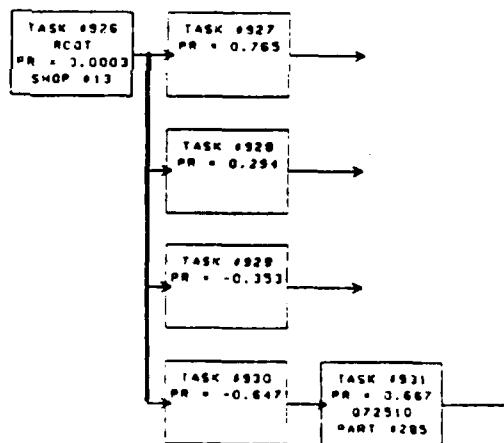 TASK #926
ROOT
PR = 0.0003
SHOP #13
TASK #927
PR = 0.765
TASK #928
PR = 0.294
TASK #929
PR = -0.353
TASK #930
PR = -0.647
TASK #931
PR = 0.667
Q72510
PART #285